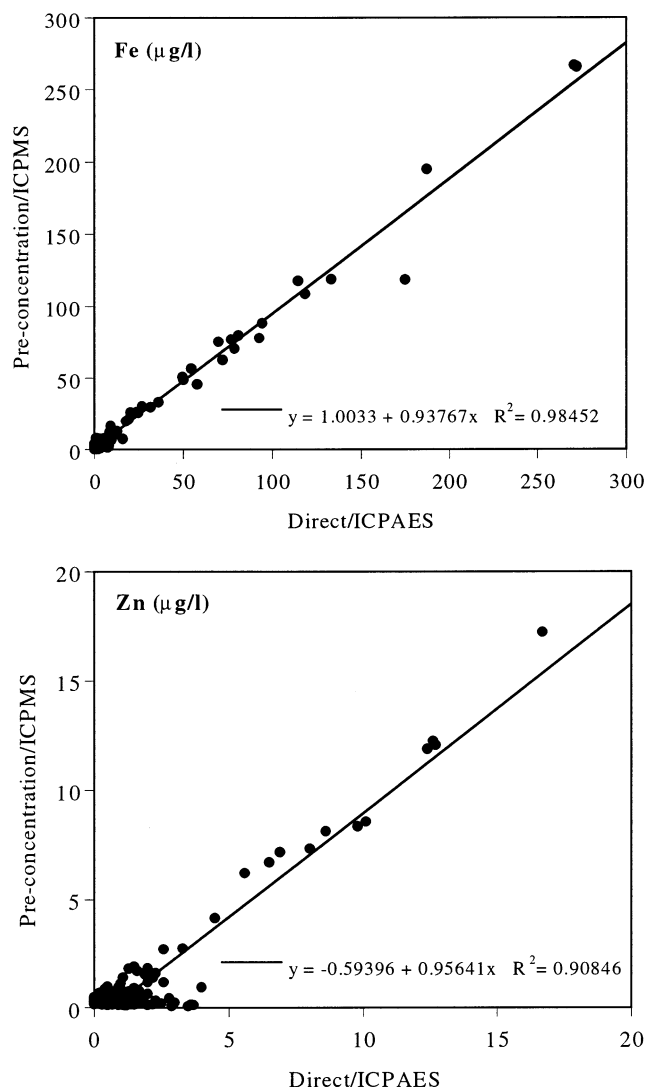 Fe (μg/l)
Pre-concentration/ICPMS
300
250
200
150
100
50
0
y = 1.0033 + 0.93767x R²= 0.98452
0 50 100 150 200 250 300
Direct/ICPAES
Zn (μg/l)
Pre-concentration/ICPMS
20
15
10
5
0
y = -0.59396 + 0.95641x R²= 0.90846
0 5 10 15 20
Direct/ICPAES